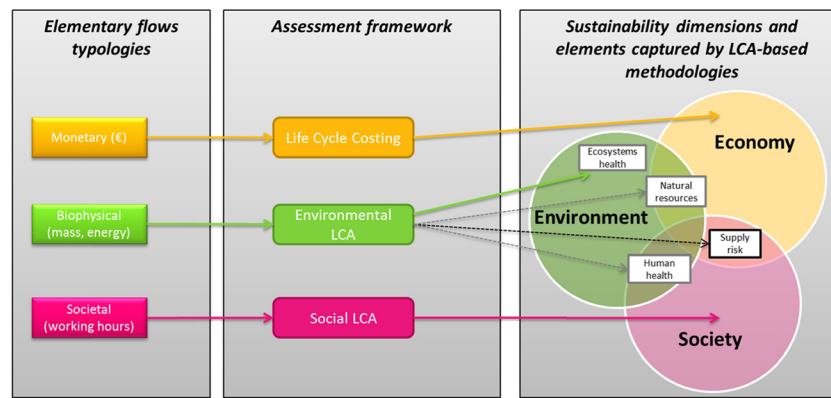 Elementary flows
typologies
Assessment framework
Sustainability dimensions and
elements captured by LCA-based
methodologies
Monetary (€)
Life Cycle Costing
Economy
Ecosystems
health
Natural
resources
Biophysical
(mass, energy)
Environmental
LCA
Environment
Supply
risk
Human
health
Societal
(working hours)
Social LCA
Society